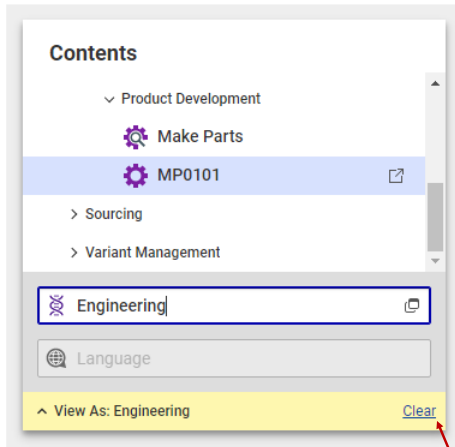 Contents
Product Development
Make Parts
MP0101
Sourcing
Variant Management
Engineering
Language
View As: Engineering Clear